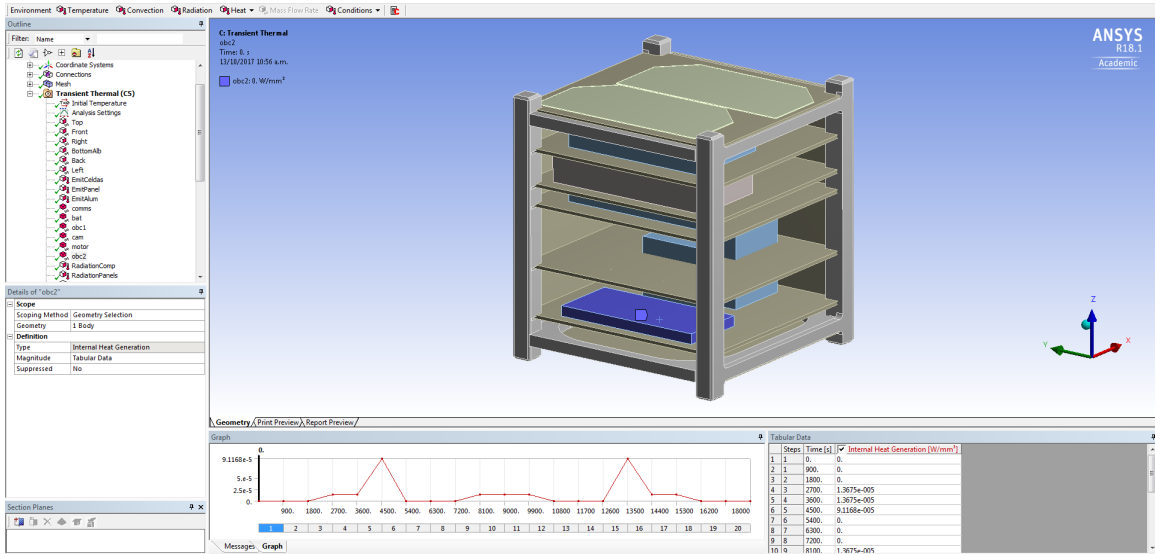 Environment Temperature Convection Radiation Heat Mass Flow Rate Conditions
Outline
Filter: Name
Coordinate Systems
Connections
Mesh
Transient Thermal (C5)
Initial Temperature
Analysis Settings
Top
Front
Right
BottomAlb
Back
Left
EmitCeldas
EmitPanel
EmitAlum
comms
bat
obc1
cam
motor
obc2
RadiationComp
RadiationPanels
Details of "obc2"
Scope
Scoping Method Geometry Selection
Geometry 1 Body
Definition
Type Internal Heat Generation
Magnitude Tabular Data
Suppressed No
Section Planes
C: Transient Thermal
obc2
Time: 0. s
13/10/2017 10:56 a.m.
obc2: 0. W/mm³
ANSYS
R18.1
Academic
Z
Y
X
Geometry Print Preview Report Preview
Graph
0.
9.1168e-5
5.e-5
2.5e-5
0.
900. 1800. 2700. 3600. 4500. 5400. 6300. 7200. 8100. 9000. 9900. 10800 11700 12600 13500 14400 15300 16200 18000
1 2 3 4 5 6 7 8 9 10 11 12 13 14 15 16 17 18 19 20
Messages Graph
Tabular Data
Steps Time [s] Internal Heat Generation [W/mm³]
1 1 0. 0.
2 1 900. 0.
3 2 1800. 0.
4 3 2700. 1.3675e-005
5 4 3600. 1.3675e-005
6 5 4500. 9.1168e-005
7 6 5400. 0.
8 7 6300. 0.
9 8 7200. 0.
10 9 8100. 1.3675e-005